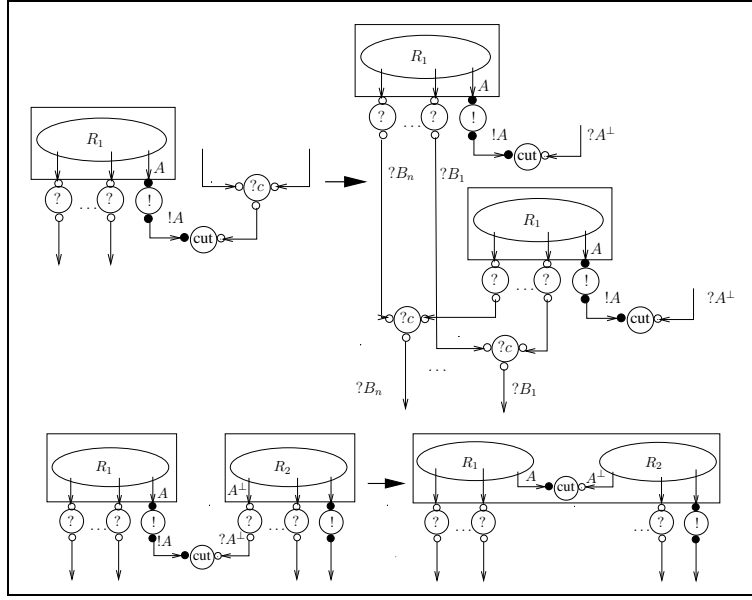 R₁
A
? ... ? !
!A ?A⊥
cut
?Bₙ ?B₁
R₁
A
? ... ? !
!A
?c
cut
R₁
A
? ... ? !
!A ?A⊥
cut
?c
?c
...
?Bₙ ?B₁
R₁ R₂
A A⊥
? ... ? ! ? ... ? !
!A ?A⊥
cut
R₁ A cut A⊥ R₂
? ... ? ... ? !